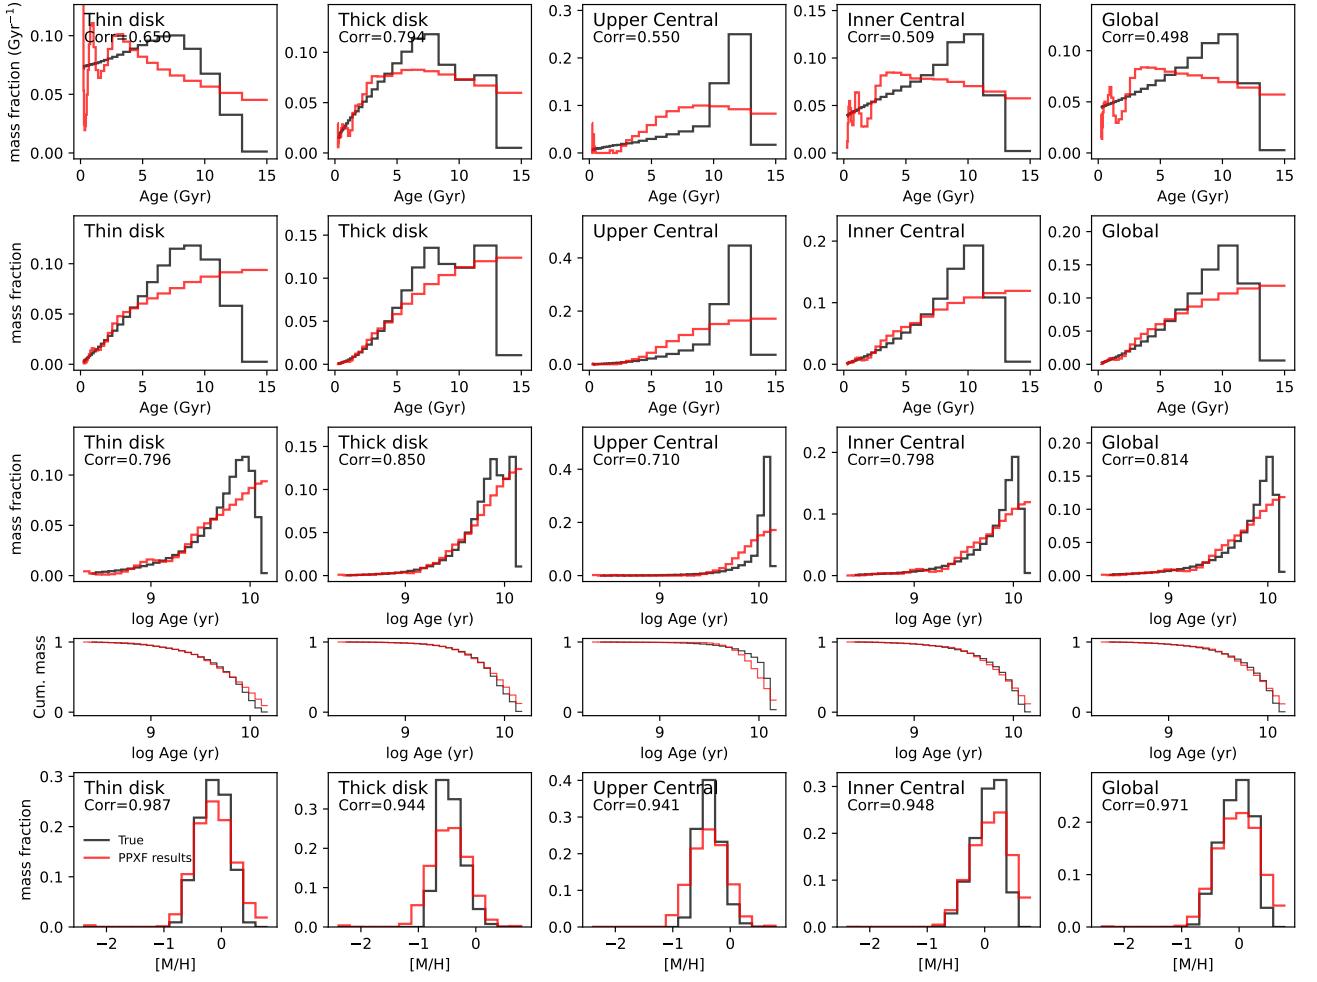 Thin disk
Corr=0.650
Thick disk
Corr=0.794
Upper Central
Corr=0.550
Inner Central
Corr=0.509
Global
Corr=0.498
mass fraction (Gyr⁻¹)
0.10
0.05
0.00
0.10
0.05
0.00
0.3
0.2
0.1
0.0
0.15
0.10
0.05
0.00
0.10
0.05
0.00
0 5 10 15
0 5 10 15
0 5 10 15
0 5 10 15
0 5 10 15
Age (Gyr)
Age (Gyr)
Age (Gyr)
Age (Gyr)
Age (Gyr)
Thin disk
Thick disk
Upper Central
Inner Central
Global
mass fraction
0.10
0.05
0.00
0.15
0.10
0.05
0.00
0.4
0.2
0.0
0.2
0.1
0.0
0.20
0.15
0.10
0.05
0.00
0 5 10 15
0 5 10 15
0 5 10 15
0 5 10 15
0 5 10 15
Age (Gyr)
Age (Gyr)
Age (Gyr)
Age (Gyr)
Age (Gyr)
Thin disk
Corr=0.796
Thick disk
Corr=0.850
Upper Central
Corr=0.710
Inner Central
Corr=0.798
Global
Corr=0.814
mass fraction
0.10
0.05
0.00
0.15
0.10
0.05
0.00
0.4
0.2
0.0
0.2
0.1
0.0
0.20
0.15
0.10
0.05
0.00
9 10
9 10
9 10
9 10
9 10
log Age (yr)
log Age (yr)
log Age (yr)
log Age (yr)
log Age (yr)
Cum. mass
1
0
1
0
1
0
1
0
1
0
9 10
9 10
9 10
9 10
9 10
log Age (yr)
log Age (yr)
log Age (yr)
log Age (yr)
log Age (yr)
Thin disk
Corr=0.987
True
PPXF results
Thick disk
Corr=0.944
Upper Central
Corr=0.941
Inner Central
Corr=0.948
Global
Corr=0.971
mass fraction
0.3
0.2
0.1
0.0
0.3
0.2
0.1
0.0
0.4
0.3
0.2
0.1
0.0
0.3
0.2
0.1
0.0
0.2
0.1
0.0
−2 −1 0
−2 −1 0
−2 −1 0
−2 −1 0
−2 −1 0
[M/H]
[M/H]
[M/H]
[M/H]
[M/H]